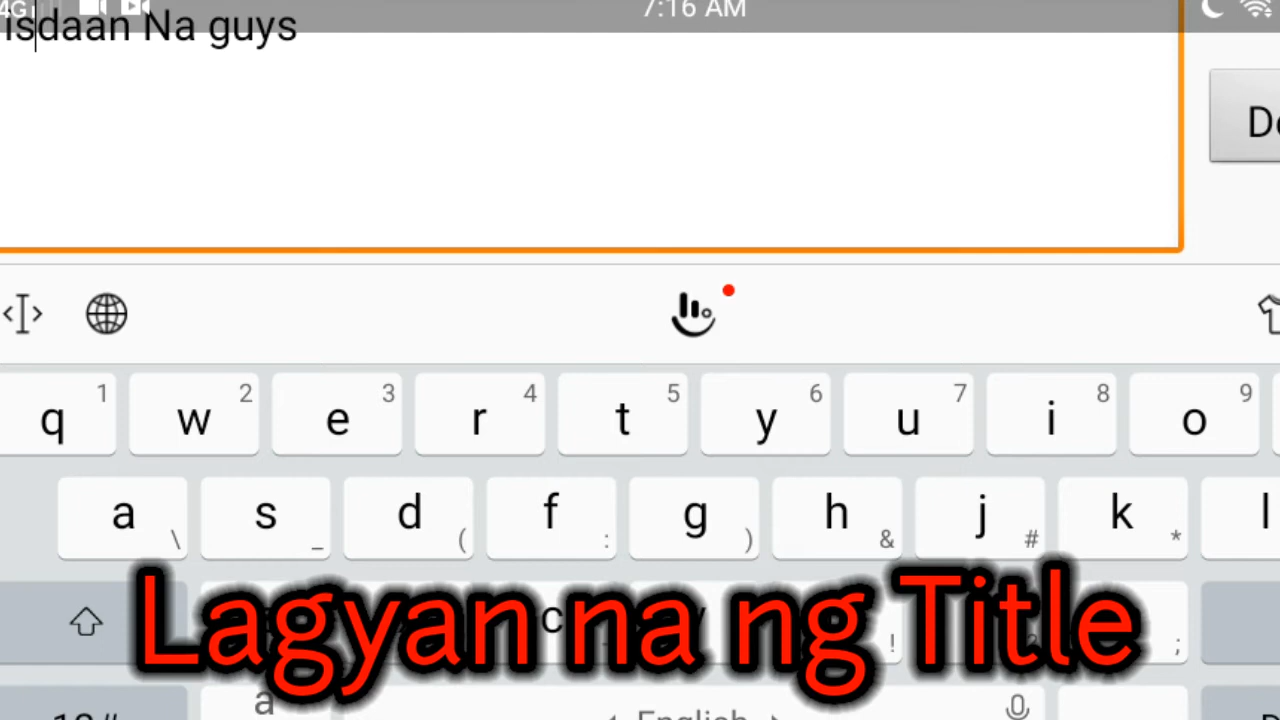 4G 7:16 AM
isdaan Na guys
1 2 3 4 5 6 7 8 9
q w e r t y u i o
a s d f g h j k l
\ _ ( : ) & # *
Lagyan na ng Title
! ;
English